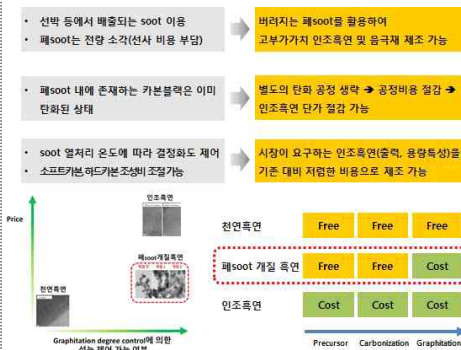 • 선박 등에서 배출되는 soot 이용
• 폐soot는 전량 소각(선사 비용 부담)
버려지는 폐soot를 활용하여
고부가가치 인조흑연 및 음극재 제조 가능
• 폐soot 내에 존재하는 카본블랙은 이미
탄화된 상태
별도의 탄화 공정 생략 ➔ 공정비용 절감 ➔
인조흑연 단가 절감 가능
• soot 열처리 온도에 따라 결정화도 제어
• 소프트카본,하드카본 조성비 조절 가능
시장이 요구하는 인조흑연(출력, 용량특성)을
기존 대비 저렴한 비용으로 제조 가능
Price
인조흑연
폐soot개질흑연
천연흑연
Graphitation degree control에 의한
성능 제어 가능 여부
천연흑연 Free Free Free
폐soot 개질 흑연 Free Free Cost
인조흑연 Cost Cost Cost
Precursor Carbonization Graphitation